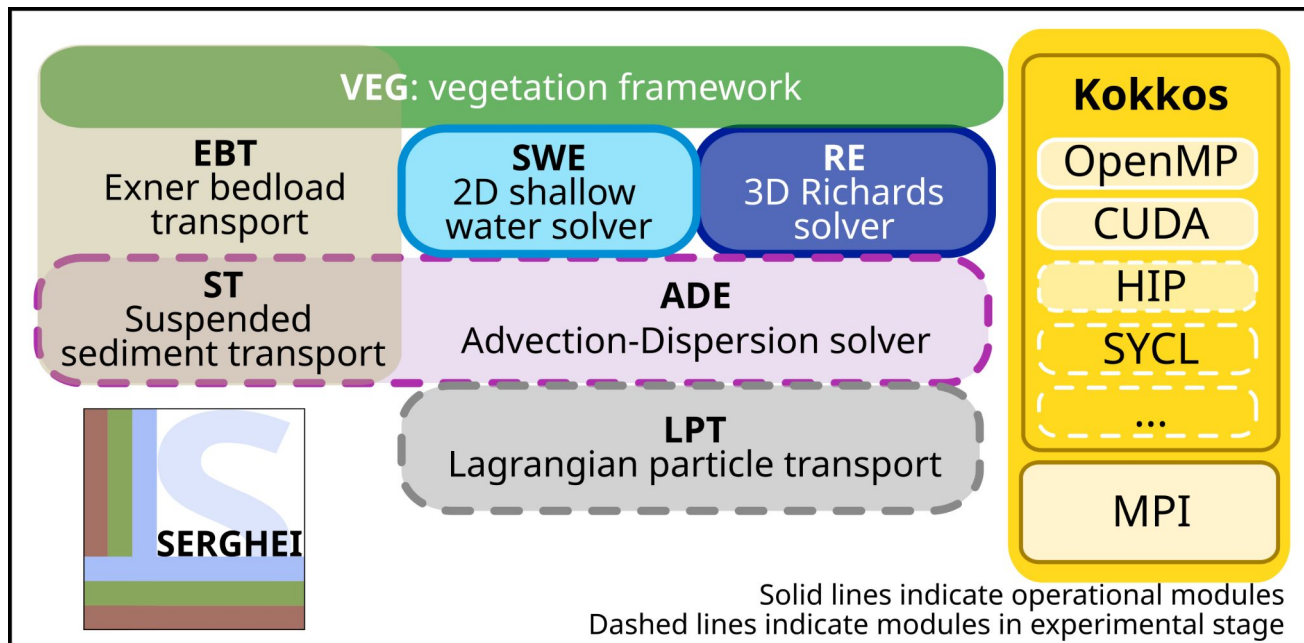 VEG: vegetation framework
EBT
Exner bedload
transport
SWE
2D shallow
water solver
RE
3D Richards
solver
ST
Suspended
sediment transport
ADE
Advection-Dispersion solver
LPT
Lagrangian particle transport
S
SERGHEI
Kokkos
OpenMP
CUDA
HIP
SYCL
...
MPI
Solid lines indicate operational modules
Dashed lines indicate modules in experimental stage